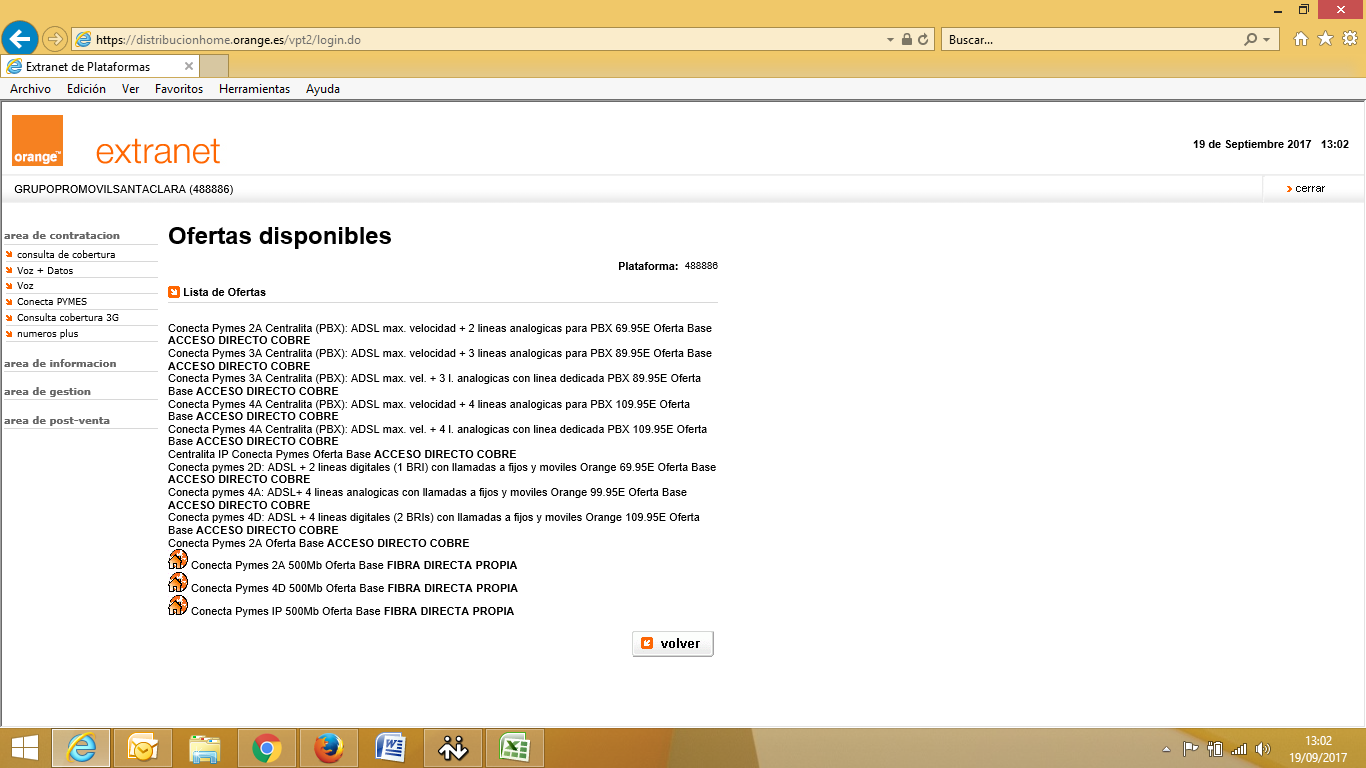 https://distribucionhome.orange.es/vpt2/login.do
Buscar...
Extranet de Plataformas
Archivo Edición Ver Favoritos Herramientas Ayuda
orange™
extranet
19 de Septiembre 2017 13:02
GRUPOPROMOVILSANTACLARA (488886)
cerrar
area de contratacion
consulta de cobertura
Voz + Datos
Voz
Conecta PYMES
Consulta cobertura 3G
numeros plus
area de informacion
area de gestion
area de post-venta
Ofertas disponibles
Plataforma: 488886
Lista de Ofertas
Conecta Pymes 2A Centralita (PBX): ADSL max. velocidad + 2 lineas analogicas para PBX 69.95E Oferta Base
ACCESO DIRECTO COBRE
Conecta Pymes 3A Centralita (PBX): ADSL max. velocidad + 3 lineas analogicas para PBX 89.95E Oferta Base
ACCESO DIRECTO COBRE
Conecta Pymes 3A Centralita (PBX): ADSL max. vel. + 3 l. analogicas con linea dedicada PBX 89.95E Oferta
Base ACCESO DIRECTO COBRE
Conecta Pymes 4A Centralita (PBX): ADSL max. velocidad + 4 lineas analogicas para PBX 109.95E Oferta
Base ACCESO DIRECTO COBRE
Conecta Pymes 4A Centralita (PBX): ADSL max. vel. + 4 l. analogicas con linea dedicada PBX 109.95E Oferta
Base ACCESO DIRECTO COBRE
Centralita IP Conecta Pymes Oferta Base ACCESO DIRECTO COBRE
Conecta pymes 2D: ADSL + 2 lineas digitales (1 BRI) con llamadas a fijos y moviles Orange 69.95E Oferta Base
ACCESO DIRECTO COBRE
Conecta pymes 4A: ADSL+ 4 lineas analogicas con llamadas a fijos y moviles Orange 99.95E Oferta Base
ACCESO DIRECTO COBRE
Conecta pymes 4D: ADSL + 4 lineas digitales (2 BRIs) con llamadas a fijos y moviles Orange 109.95E Oferta
Base ACCESO DIRECTO COBRE
Conecta Pymes 2A Oferta Base ACCESO DIRECTO COBRE
Conecta Pymes 2A 500Mb Oferta Base FIBRA DIRECTA PROPIA
Conecta Pymes 4D 500Mb Oferta Base FIBRA DIRECTA PROPIA
Conecta Pymes IP 500Mb Oferta Base FIBRA DIRECTA PROPIA
volver
13:02
19/09/2017